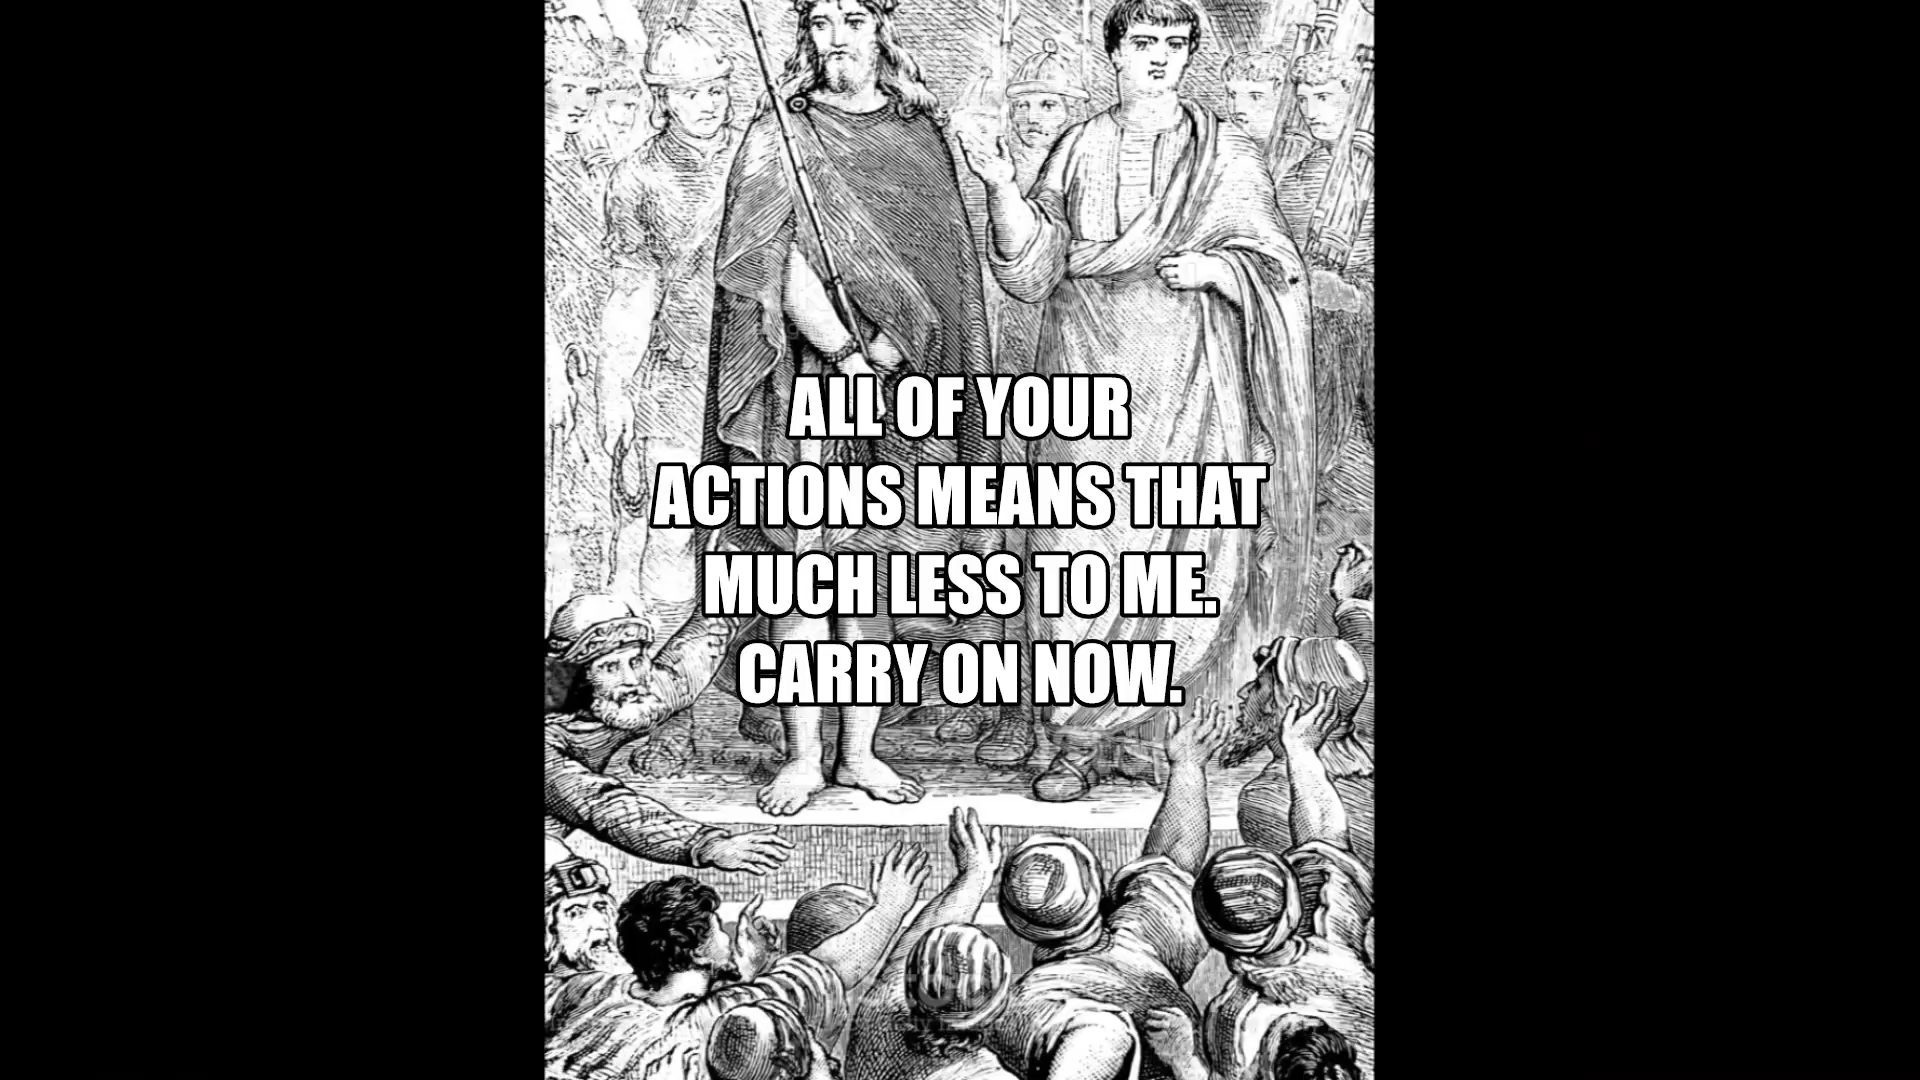 ALL OF YOUR
ACTIONS MEANS THAT
MUCH LESS TO ME.
CARRY ON NOW.